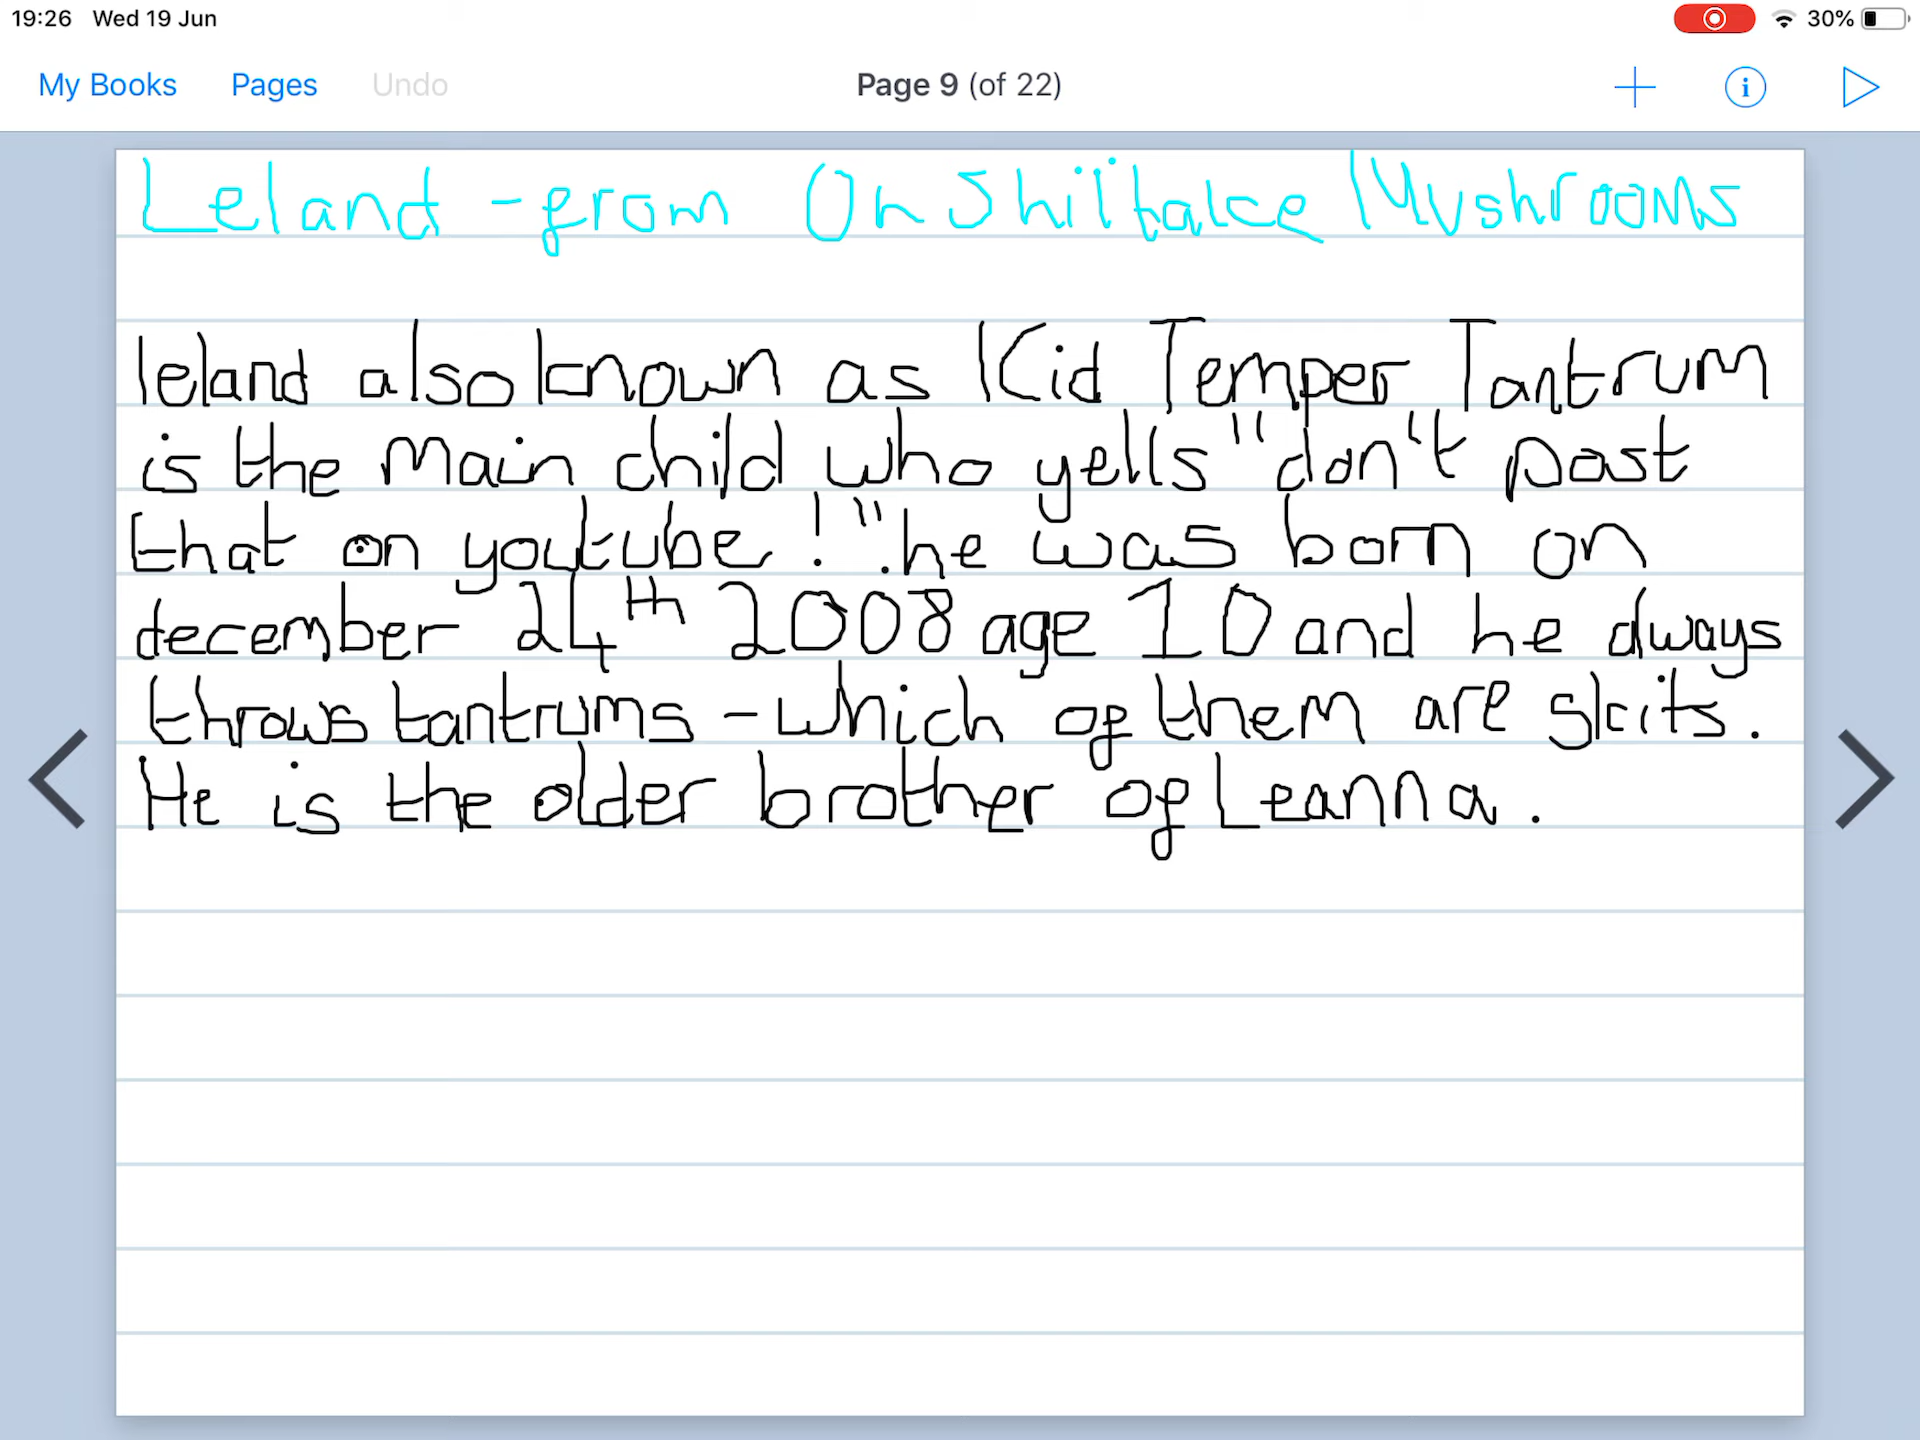 19:26 Wed 19 Jun 30%
My Books Pages Undo Page 9 (of 22)
Leland - from On Shiitake Mushrooms
leland also known as Kid Temper Tantrum
is the main child who yells "don't post
that on youtube!". he was born on
december 24th 2008 age 10 and he always
throws tantrums - which of them are skits.
He is the older brother of Leanna.